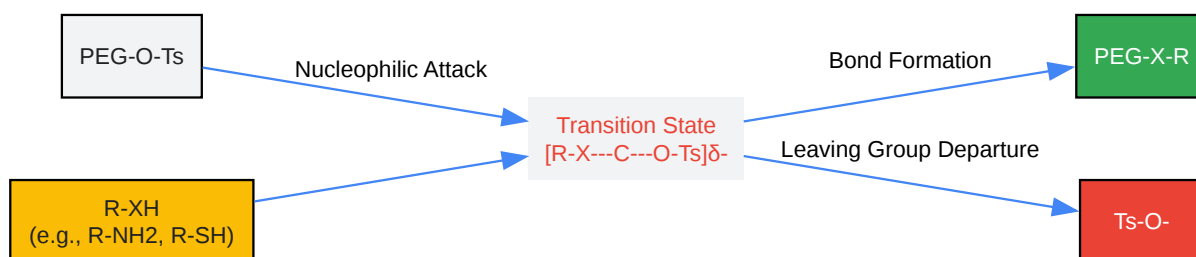 PEG-O-Ts
Nucleophilic Attack
Bond Formation
PEG-X-R
Transition State
[R-X---C---O-Ts]δ-
Leaving Group Departure
R-XH
(e.g., R-NH2, R-SH)
Ts-O-